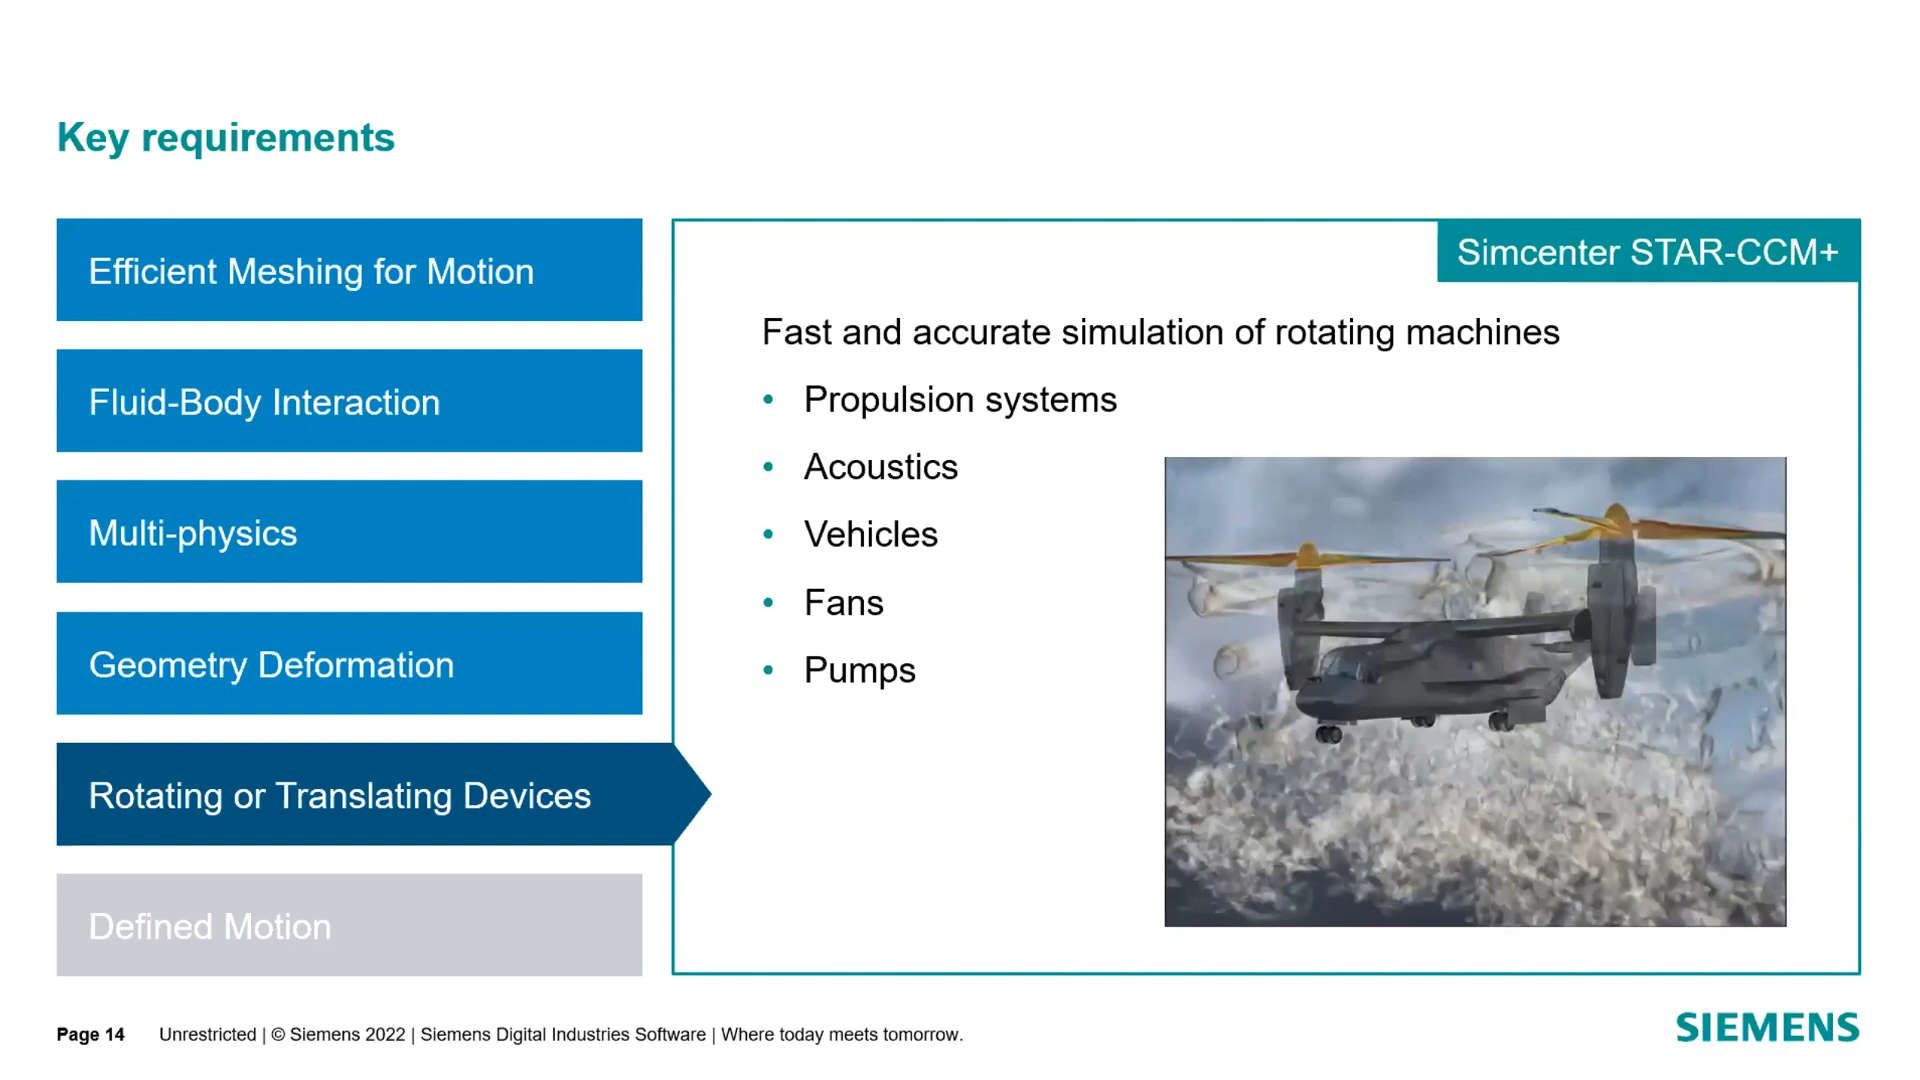 Key requirements
Efficient Meshing for Motion
Fluid-Body Interaction
Multi-physics
Geometry Deformation
Rotating or Translating Devices
Defined Motion
Simcenter STAR-CCM+
Fast and accurate simulation of rotating machines
• Propulsion systems
• Acoustics
• Vehicles
• Fans
• Pumps
Page 14 Unrestricted | © Siemens 2022 | Siemens Digital Industries Software | Where today meets tomorrow.
SIEMENS